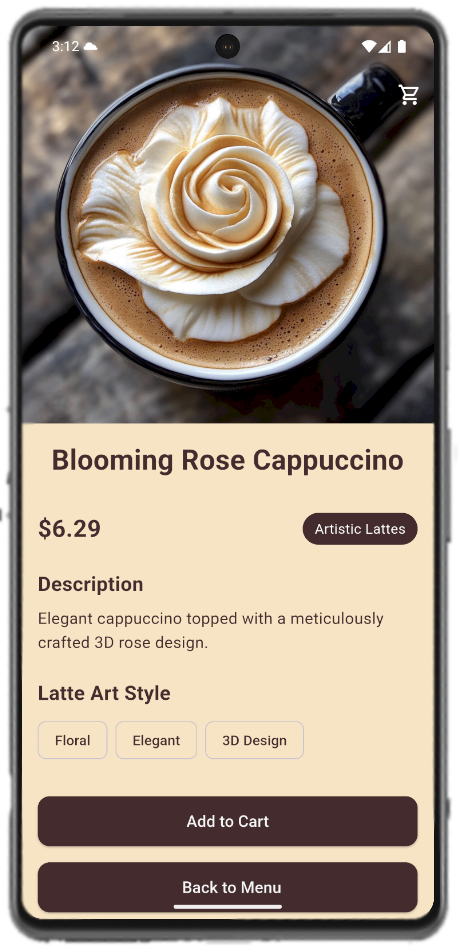 3:12
Blooming Rose Cappuccino
$6.29
Artistic Lattes
Description
Elegant cappuccino topped with a meticulously
crafted 3D rose design.
Latte Art Style
Floral
Elegant
3D Design
Add to Cart
Back to Menu